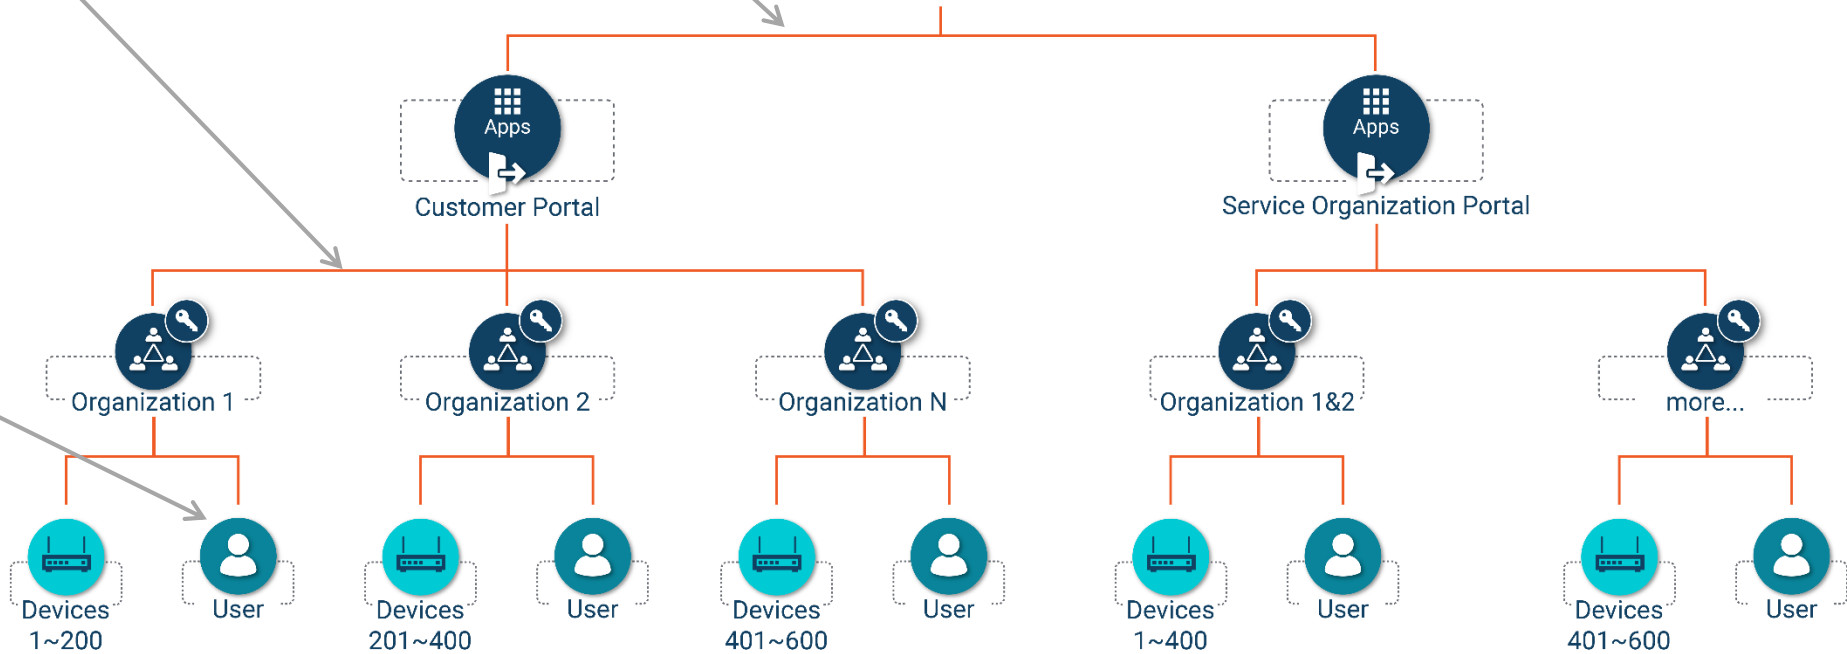 Apps
Apps
Customer Portal
Service Organization Portal
Organization 1
Organization 2
Organization N
Organization 1&2
more...
Devices
1~200
User
Devices
201~400
User
Devices
401~600
User
Devices
1~400
User
Devices
401~600
User